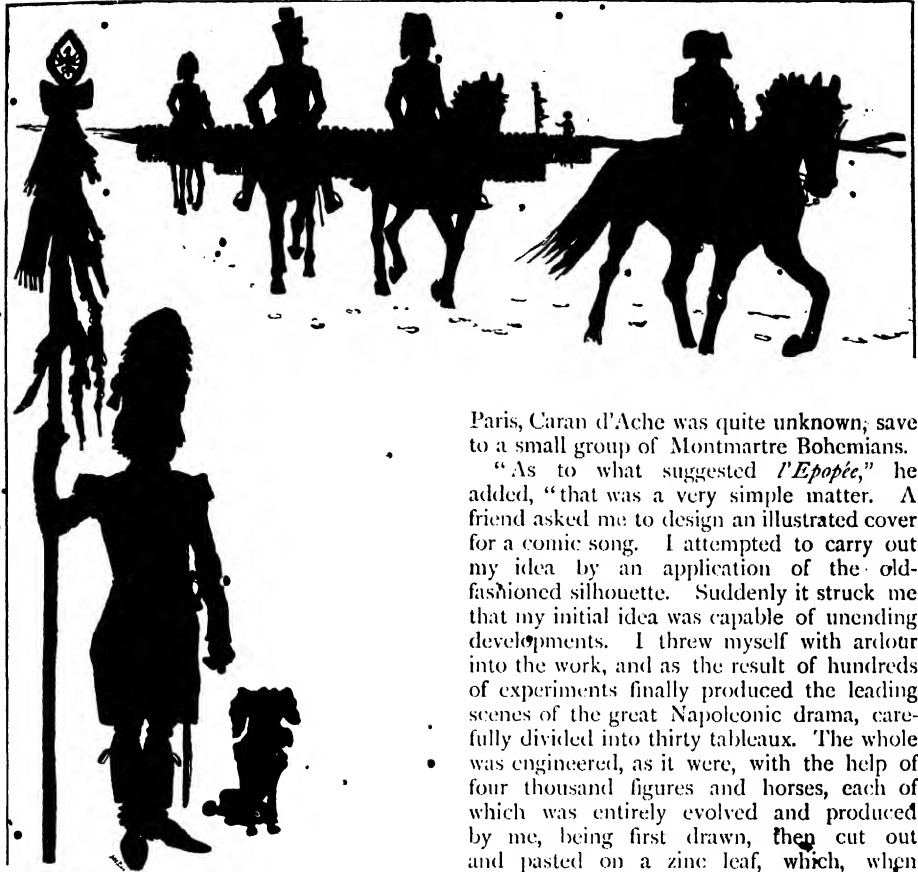 Paris, Caran d'Ache was quite unknown, save
to a small group of Montmartre Bohemians.
"As to what suggested l'Epopée," he
added, "that was a very simple matter. A
friend asked me to design an illustrated cover
for a comic song. I attempted to carry out
my idea by an application of the old-
fashioned silhouette. Suddenly it struck me
that my initial idea was capable of unending
developments. I threw myself with ardour
into the work, and as the result of hundreds
of experiments finally produced the leading
scenes of the great Napoleonic drama, care-
fully divided into thirty tableaux. The whole
was engineered, as it were, with the help of
four thousand figures and horses, each of
which was entirely evolved and produced
by me, being first drawn, then cut out
and pasted on a zinc leaf, which, when